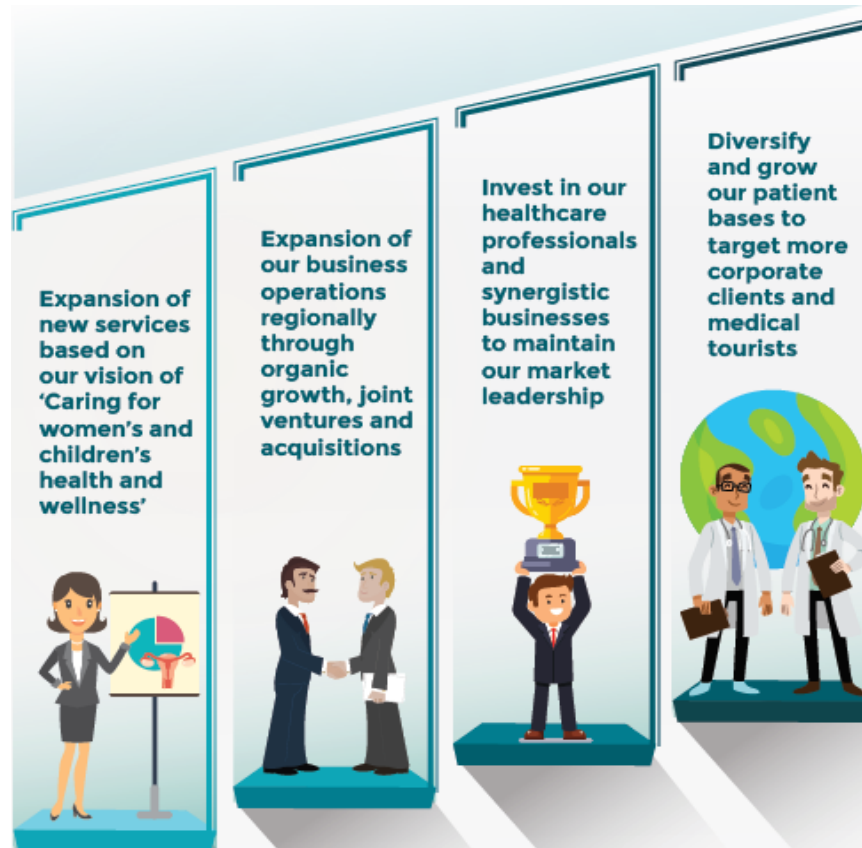 Expansion of
new services
based on
our vision of
‘Caring for
women’s and
children’s
health and
wellness’
Expansion of
our business
operations
regionally
through
organic
growth, joint
ventures and
acquisitions
Invest in our
healthcare
professionals
and
synergistic
businesses
to maintain
our market
leadership
Diversify
and grow
our patient
bases to
target more
corporate
clients and
medical
tourists